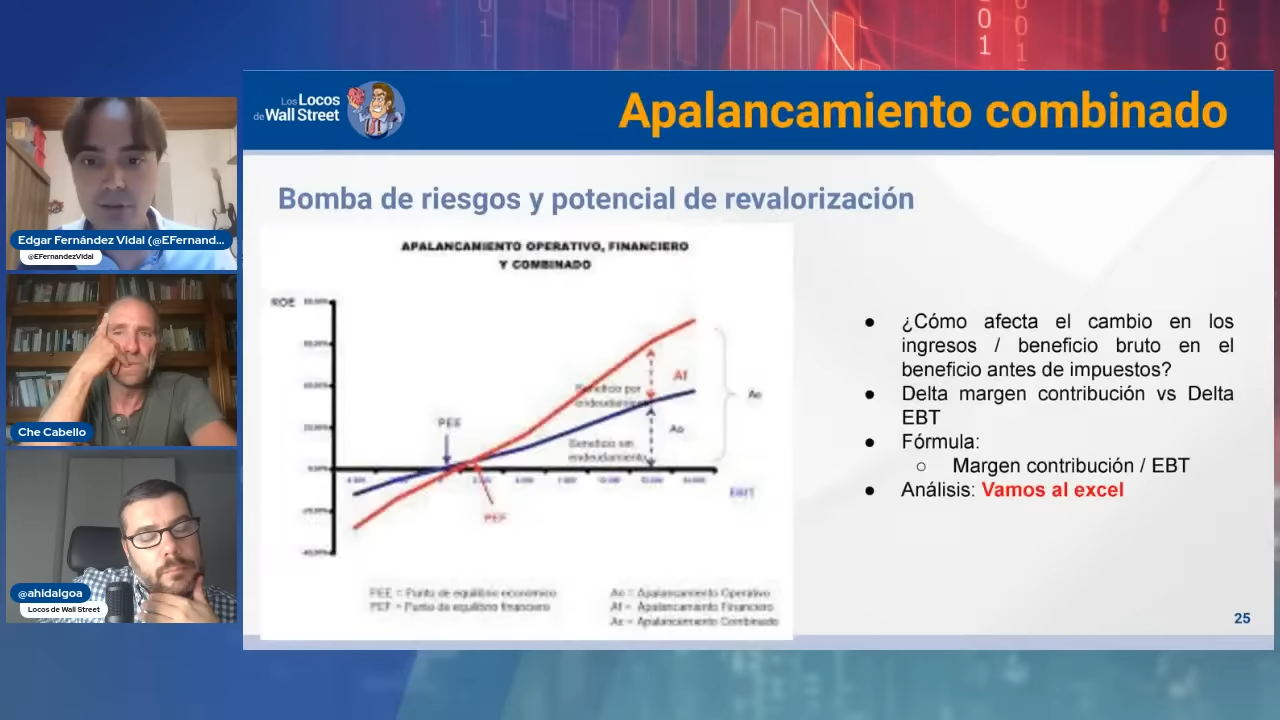 Los Locos
de Wall Street
Apalancamiento combinado
Edgar Fernández Vidal (@EFernand...
@EFernandezVidal
Che Cabello
@ahidalgoa
Locos de Wall Street
Bomba de riesgos y potencial de revalorización
APALANCAMIENTO OPERATIVO, FINANCIERO
Y COMBINADO
ROE
PEE
Beneficio por
endeudamiento
Af
Ao
Ac
Beneficio sin
endeudamiento
EBIT
PEF
PEE = Punto de equilibrio económico
PEF = Punto de equilibrio financiero
Ao = Apalancamiento Operativo
Af = Apalancamiento Financiero
Ac = Apalancamiento Combinado
● ¿Cómo afecta el cambio en los
ingresos / beneficio bruto en el
beneficio antes de impuestos?
● Delta margen contribución vs Delta
EBT
● Fórmula:
○ Margen contribución / EBT
● Análisis: Vamos al excel
25